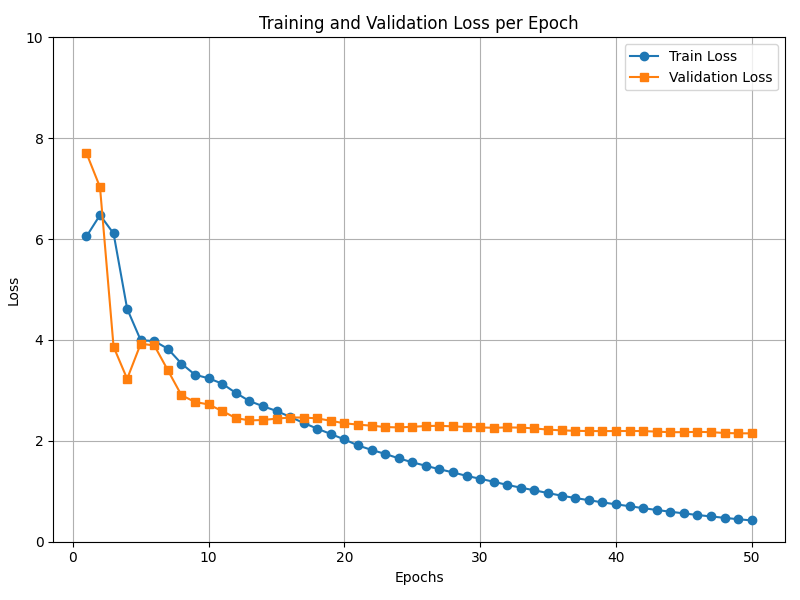 Training and Validation Loss per Epoch
Train Loss
Validation Loss
10
8
6
4
2
0
Loss
0 10 20 30 40 50
Epochs